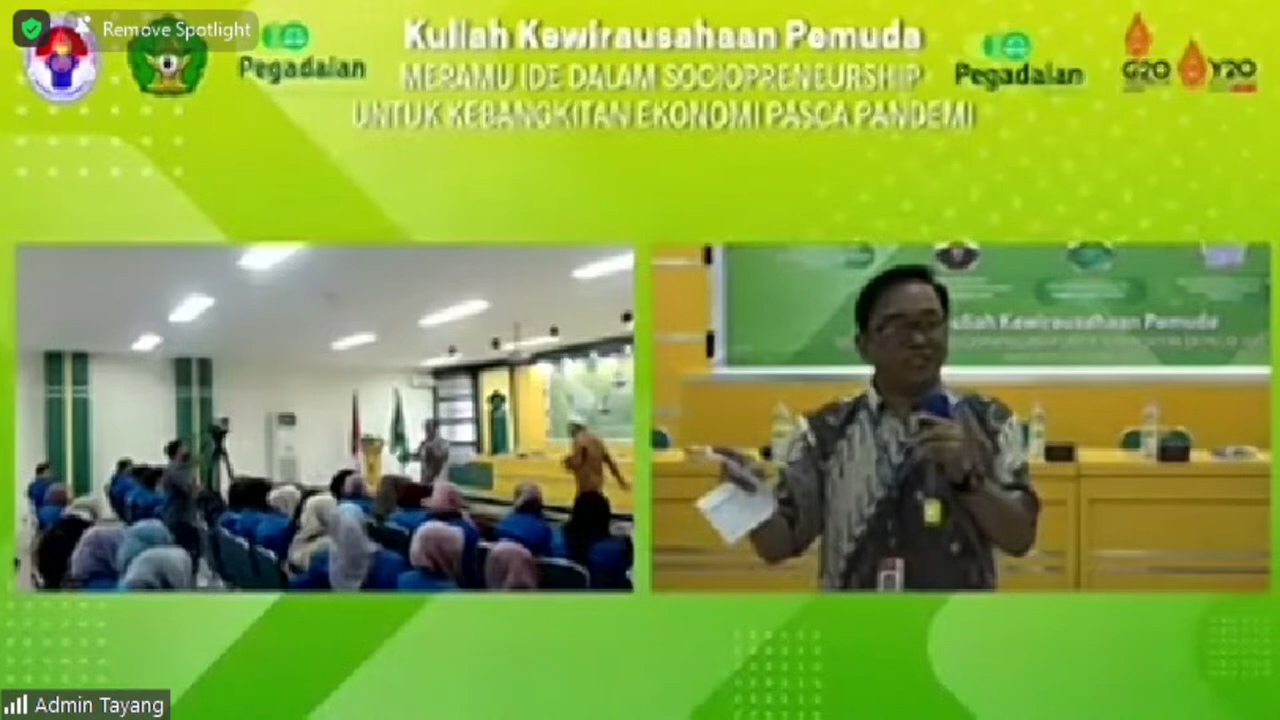 Remove Spotlight
Pegadaian
Kuliah Kewirausahaan Pemuda
MERAMU IDE DALAM SOCIOPRENEURSHIP
UNTUK KEBANGKITAN EKONOMI PASCA PANDEMI
Pegadaian
G20
Y20
Kuliah Kewirausahaan Pemuda
Admin Tayang